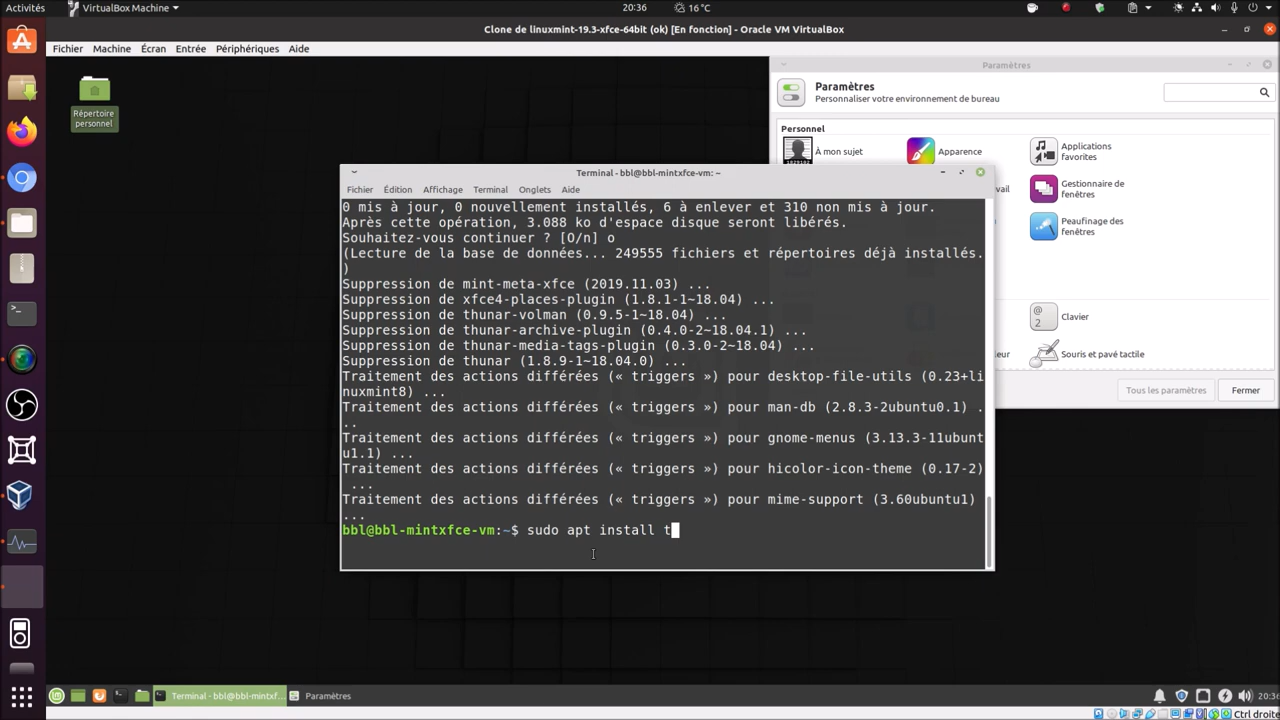 Activités
VirtualBox Machine
20:36
16 °C
Clone de linuxmint-19.3-xfce-64bit (ok) [En fonction] - Oracle VM VirtualBox
Fichier Machine Écran Entrée Périphériques Aide
Répertoire
personnel
Paramètres
Paramètres
Personnaliser votre environnement de bureau
Personnel
À mon sujet
Apparence
Applications
favorites
vail
Gestionnaire de
fenêtres
Peaufinage des
fenêtres
Clavier
leur
Souris et pavé tactile
Tous les paramètres
Fermer
Terminal - bbl@bbl-mintxfce-vm: ~
Fichier Édition Affichage Terminal Onglets Aide
0 mis à jour, 0 nouvellement installés, 6 à enlever et 310 non mis à jour.
Après cette opération, 3.088 ko d'espace disque seront libérés.
Souhaitez-vous continuer ? [O/n] o
(Lecture de la base de données... 249555 fichiers et répertoires déjà installés.
)
Suppression de mint-meta-xfce (2019.11.03) ...
Suppression de xfce4-places-plugin (1.8.1-1~18.04) ...
Suppression de thunar-volman (0.9.5-1~18.04) ...
Suppression de thunar-archive-plugin (0.4.0-2~18.04.1) ...
Suppression de thunar-media-tags-plugin (0.3.0-2~18.04) ...
Suppression de thunar (1.8.9-1~18.04.0) ...
Traitement des actions différées (« triggers ») pour desktop-file-utils (0.23+li
nuxmint8) ...
Traitement des actions différées (« triggers ») pour man-db (2.8.3-2ubuntu0.1) .
..
Traitement des actions différées (« triggers ») pour gnome-menus (3.13.3-11ubunt
u1.1) ...
Traitement des actions différées (« triggers ») pour hicolor-icon-theme (0.17-2)
...
Traitement des actions différées (« triggers ») pour mime-support (3.60ubuntu1)
...
bbl@bbl-mintxfce-vm:~$ sudo apt install t
Terminal - bbl@bbl-mintxf...
Paramètres
20:36
Ctrl droite